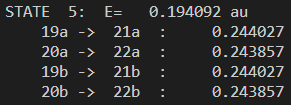 STATE  5:  E=   0.194092 au
19a ->  21a  :     0.244027
20a ->  22a  :     0.243857
19b ->  21b  :     0.244027
20b ->  22b  :     0.243857